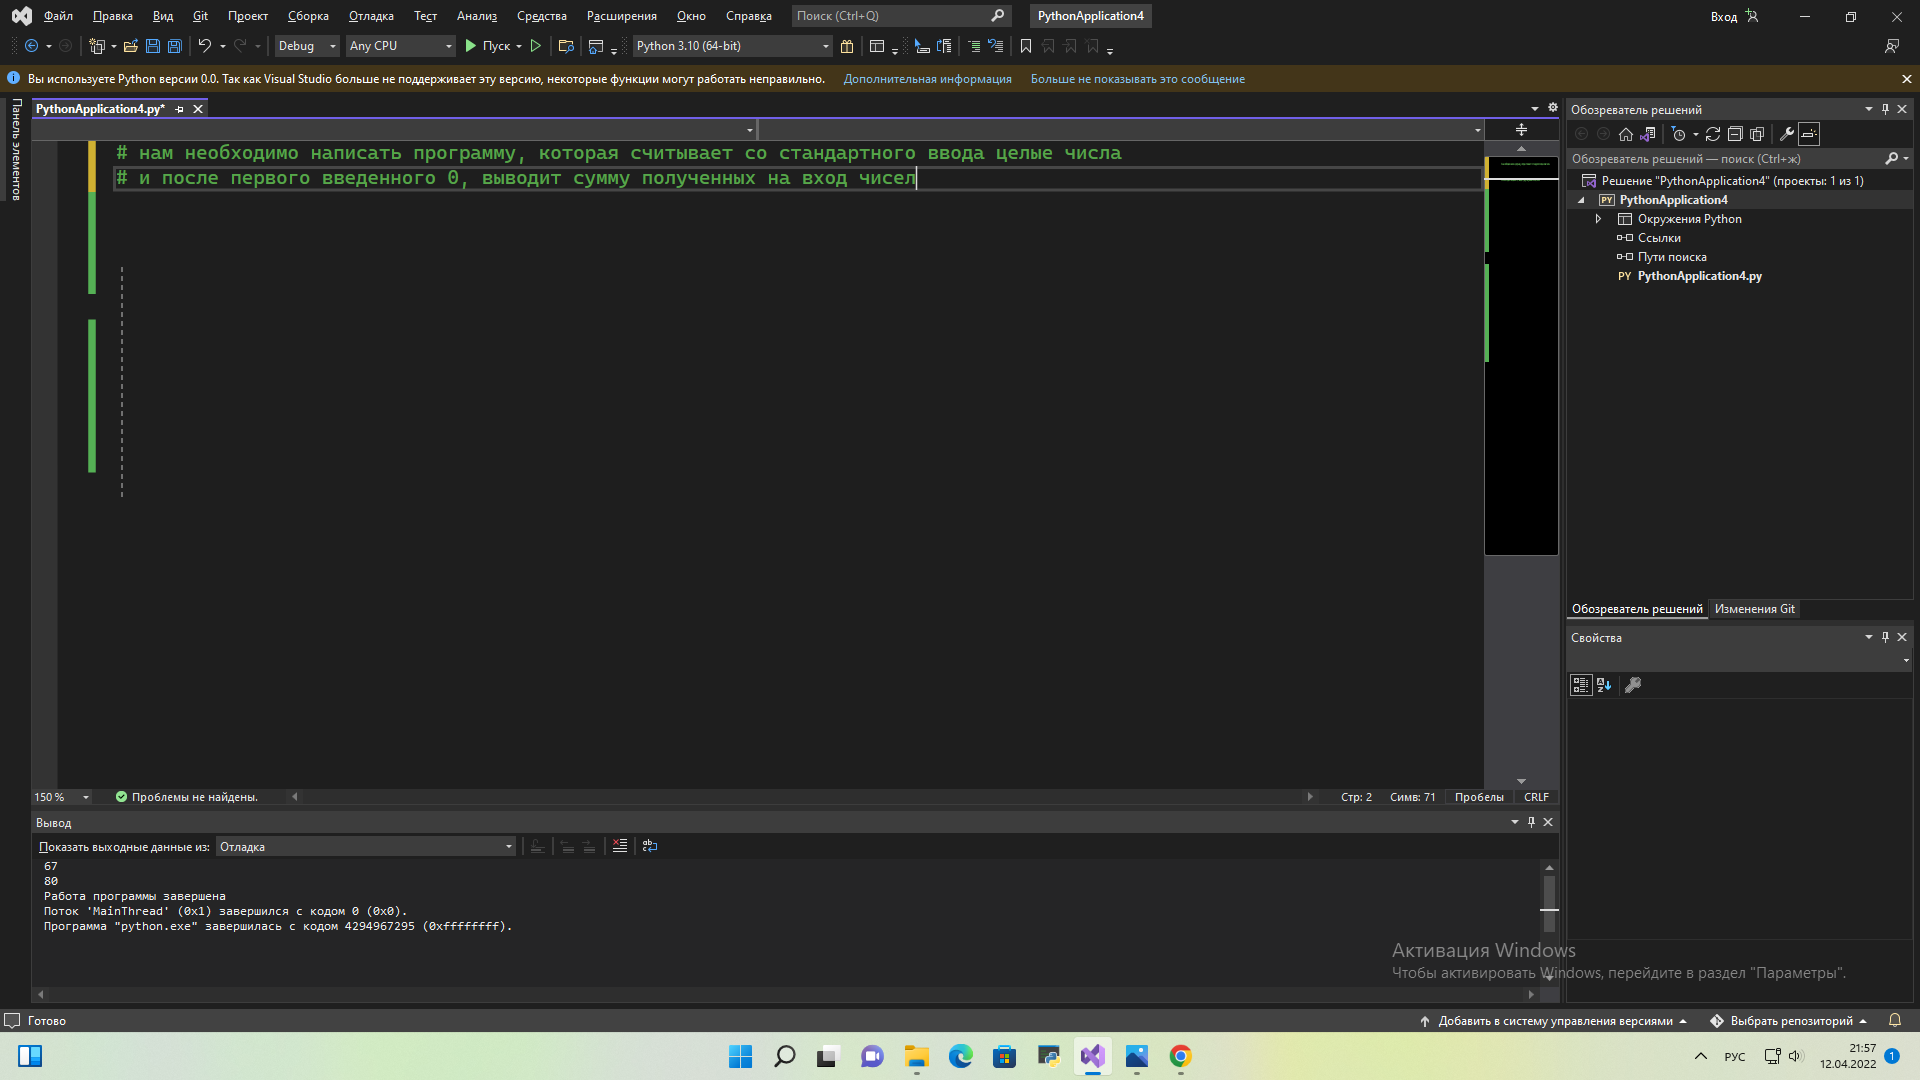 Файл Правка Вид Git Проект Сборка Отладка Тест Анализ Средства Расширения Окно Справка Поиск (Ctrl+Q) PythonApplication4 Вход
Debug Any CPU Пуск Python 3.10 (64-bit)
Вы используете Python версии 0.0. Так как Visual Studio больше не поддерживает эту версию, некоторые функции могут работать неправильно. Дополнительная информация Больше не показывать это сообщение
Панель элементов
PythonApplication4.py*
# нам необходимо написать программу, которая считывает со стандартного ввода целые числа
# и после первого введенного 0, выводит сумму полученных на вход чисел
150 % Проблемы не найдены. Стр: 2 Симв: 71 Пробелы CRLF
Вывод
Показать выходные данные из: Отладка
67
80
Работа программы завершена
Поток 'MainThread' (0x1) завершился с кодом 0 (0x0).
Программа "python.exe" завершилась с кодом 4294967295 (0xffffffff).
Обозреватель решений
Обозреватель решений — поиск (Ctrl+ж)
Решение "PythonApplication4" (проекты: 1 из 1)
PY PythonApplication4
Окружения Python
Ссылки
Пути поиска
PY PythonApplication4.py
Обозреватель решений Изменения Git
Свойства
Активация Windows
Чтобы активировать Windows, перейдите в раздел "Параметры".
Готово Добавить в систему управления версиями Выбрать репозиторий
РУС 21:57
12.04.2022 1